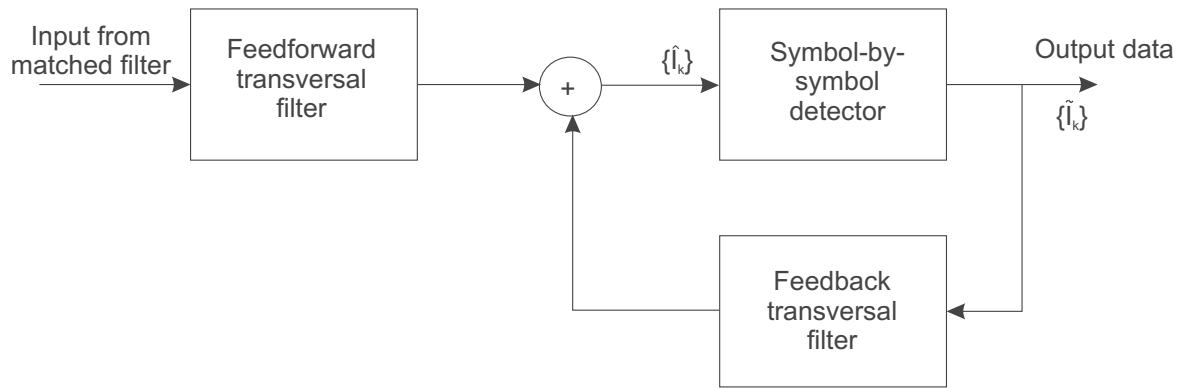 Input from
matched filter
Feedforward
transversal
filter
+
{Î_k}
Symbol-by-
symbol
detector
Output data
{Ĩ_k}
Feedback
transversal
filter